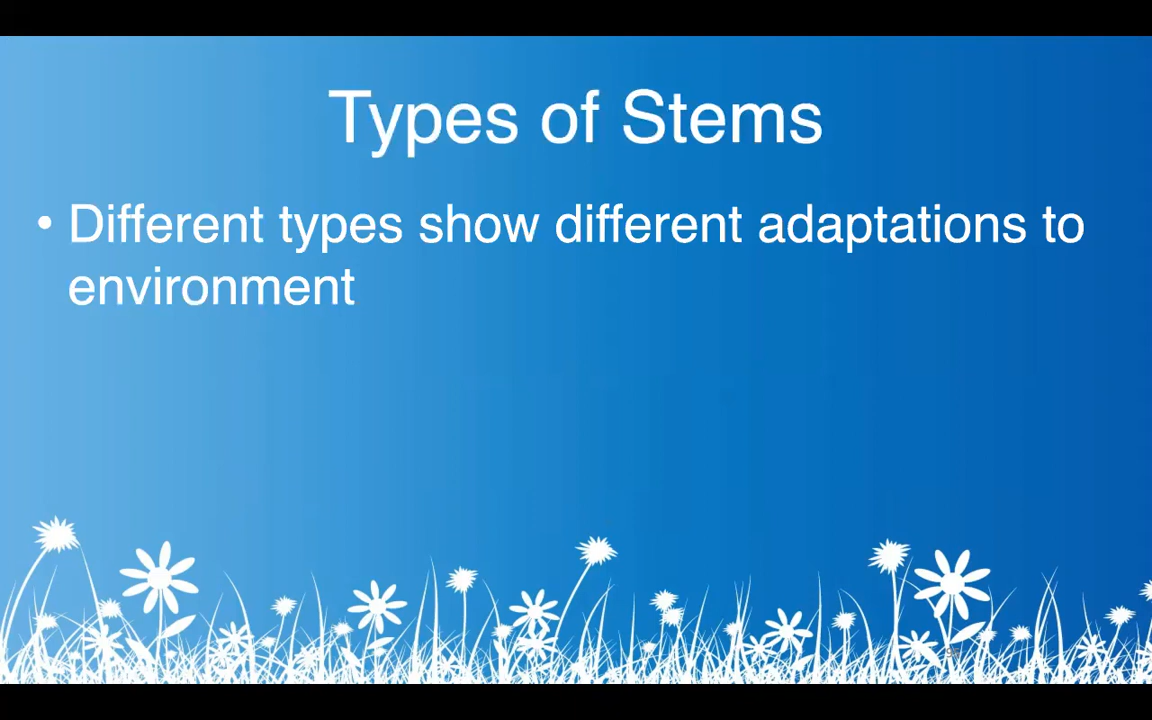 Types of Stems
• Different types show different adaptations to
environment